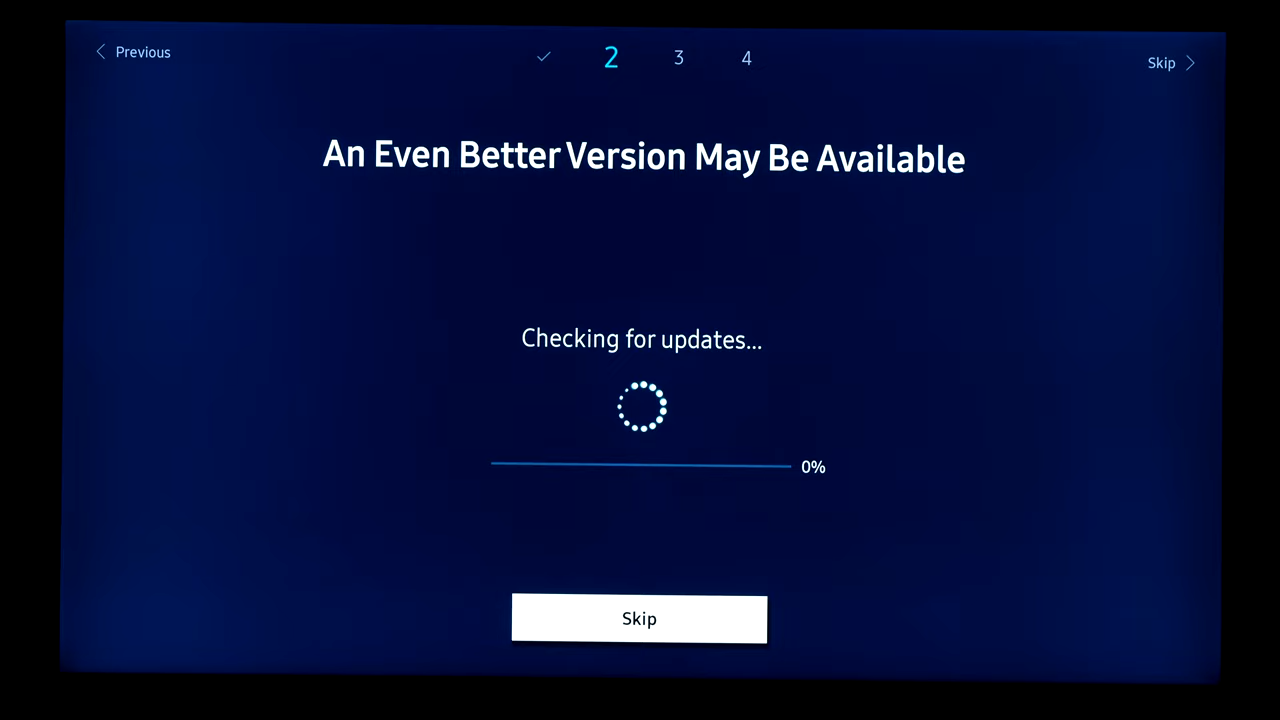 Previous
2 3 4
Skip
An Even Better Version May Be Available
Checking for updates...
0%
Skip